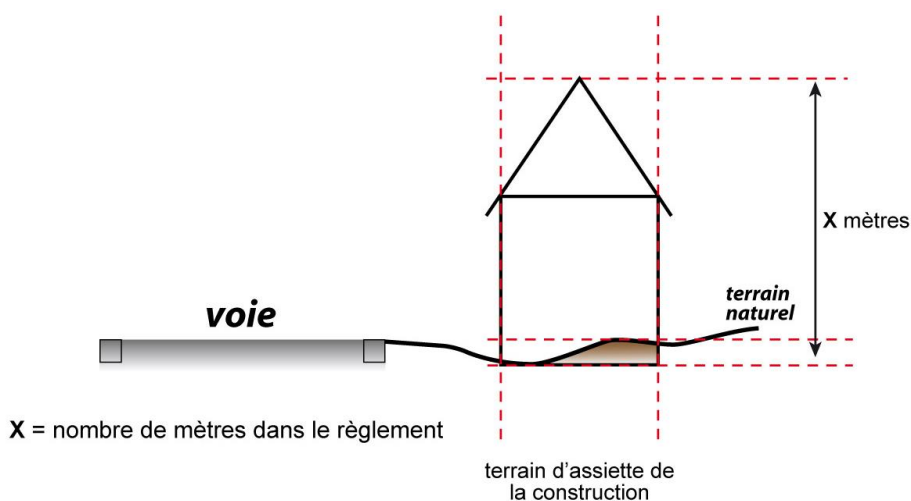 X mètres
voie
terrain
naturel
X = nombre de mètres dans le règlement
terrain d'assiette de
la construction